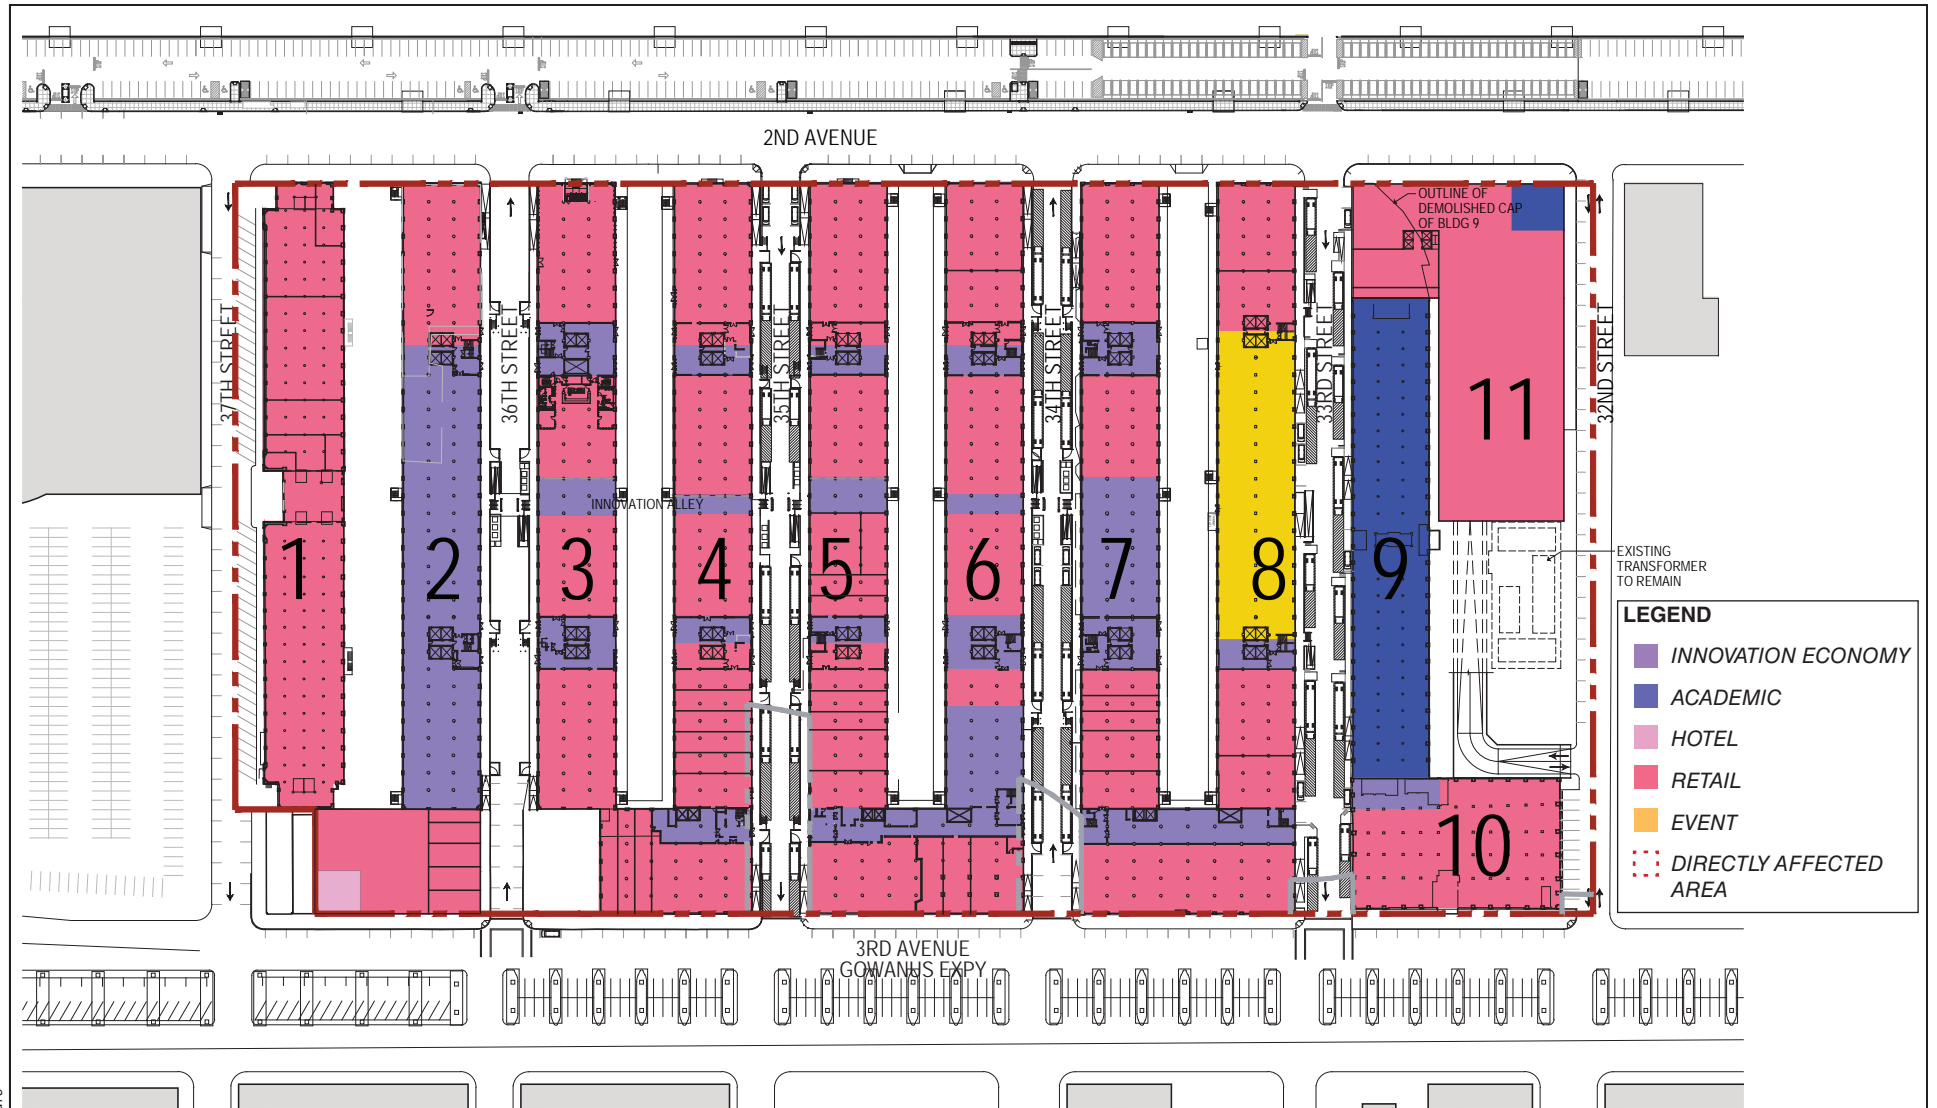 2ND AVENUE
OUTLINE OF
DEMOLISHED CAP
OF BLDG 9
37TH STREET
36TH STREET
35TH STREET
34TH STREET
33RD STREET
32ND STREET
INNOVATION ALLEY
1
2
3
4
5
6
7
8
9
10
11
EXISTING
TRANSFORMER
TO REMAIN
LEGEND
INNOVATION ECONOMY
ACADEMIC
HOTEL
RETAIL
EVENT
DIRECTLY AFFECTED
AREA
3RD AVENUE
GOWANUS EXPY